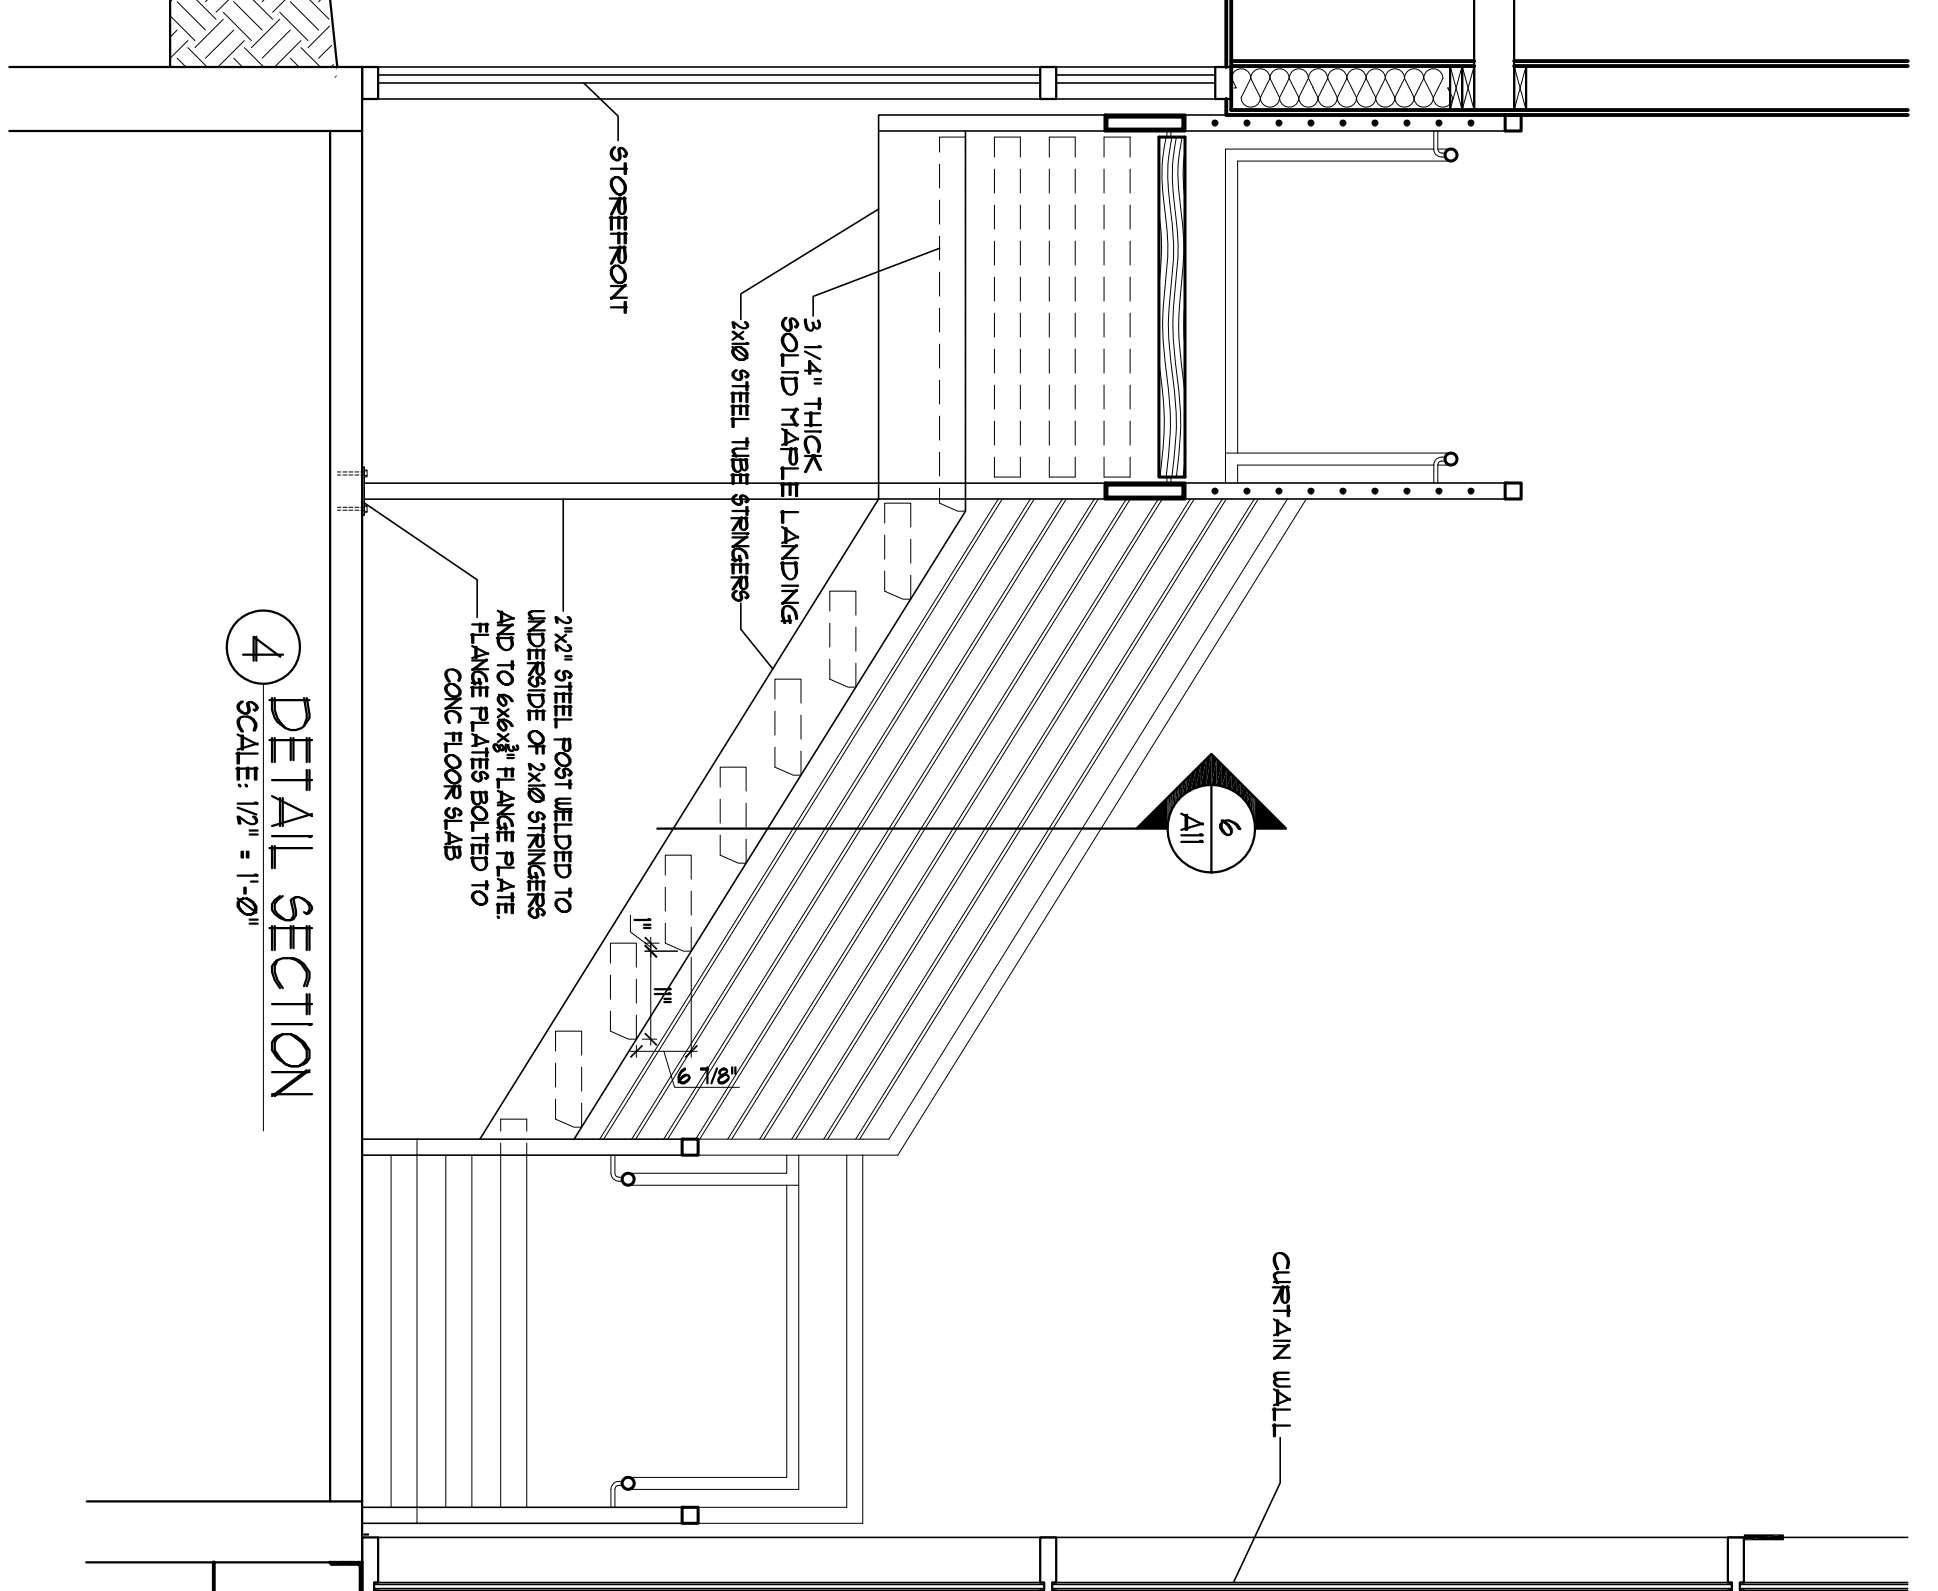 STOREFRONT
3 1/4" THICK
SOLID MAPLE LANDING
2x10 STEEL TUBE STRINGERS
2"x2" STEEL POST WELDED TO
UNDERSIDE OF 2x10 STRINGERS
AND TO 6x6x3/8" FLANGE PLATE.
FLANGE PLATES BOLTED TO
CONC FLOOR SLAB
6
A11
1"
11"
6 7/8"
CURTAIN WALL
4
DETAIL SECTION
SCALE: 1/2" = 1'-0"